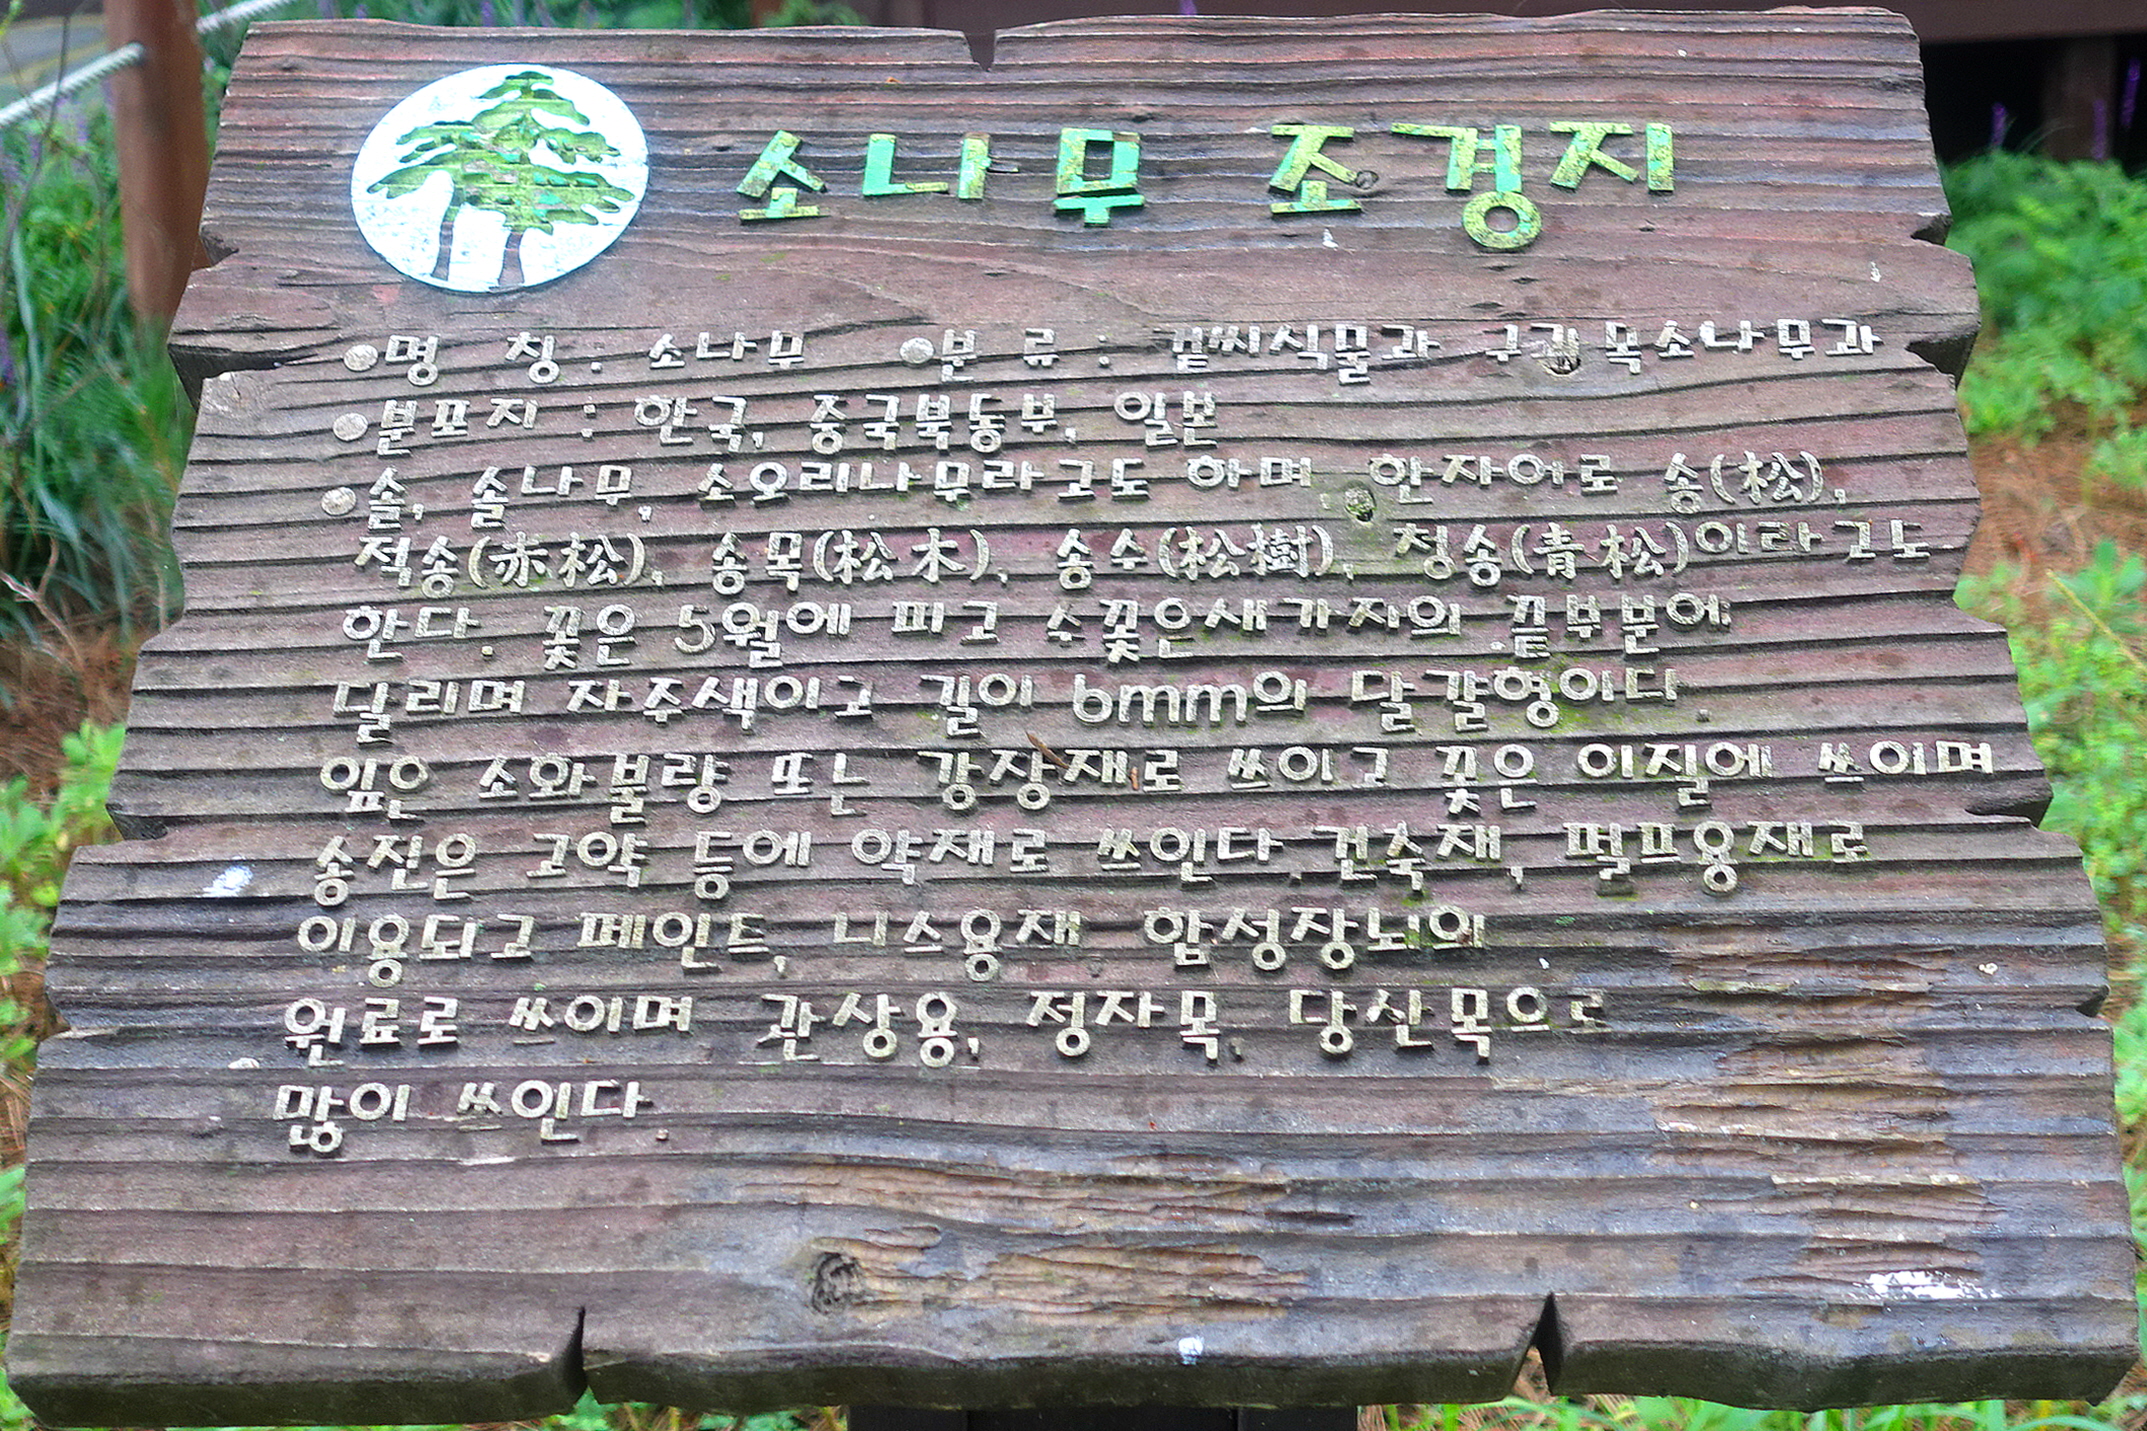 소나무 조경지
●명 칭 : 소나무 ●분 류 : 겉씨식물과 구과목소나무과
●분포지 : 한국, 중국북동부, 일본
●솔, 솔나무, 소오리나무라고도 하며 한자어로 송(松),
적송(赤松), 송목(松木), 송수(松樹), 청송(青松)이라고도
한다. 꽃은 5월에 피고 수꽃은새가지의 끝부분에
달리며 자주색이고 길이 6mm의 달걀형이다
잎은 소화불량 또는 강장재로 쓰이고 꽃은 이질에 쓰이며
송진은 고약 등에 약재로 쓰인다.건숙재, 펄프용재로
이용되고 페인트, 니스용재 합성장뇌의
원료로 쓰이며 관상용, 정자목, 당산목으로
많이 쓰인다.